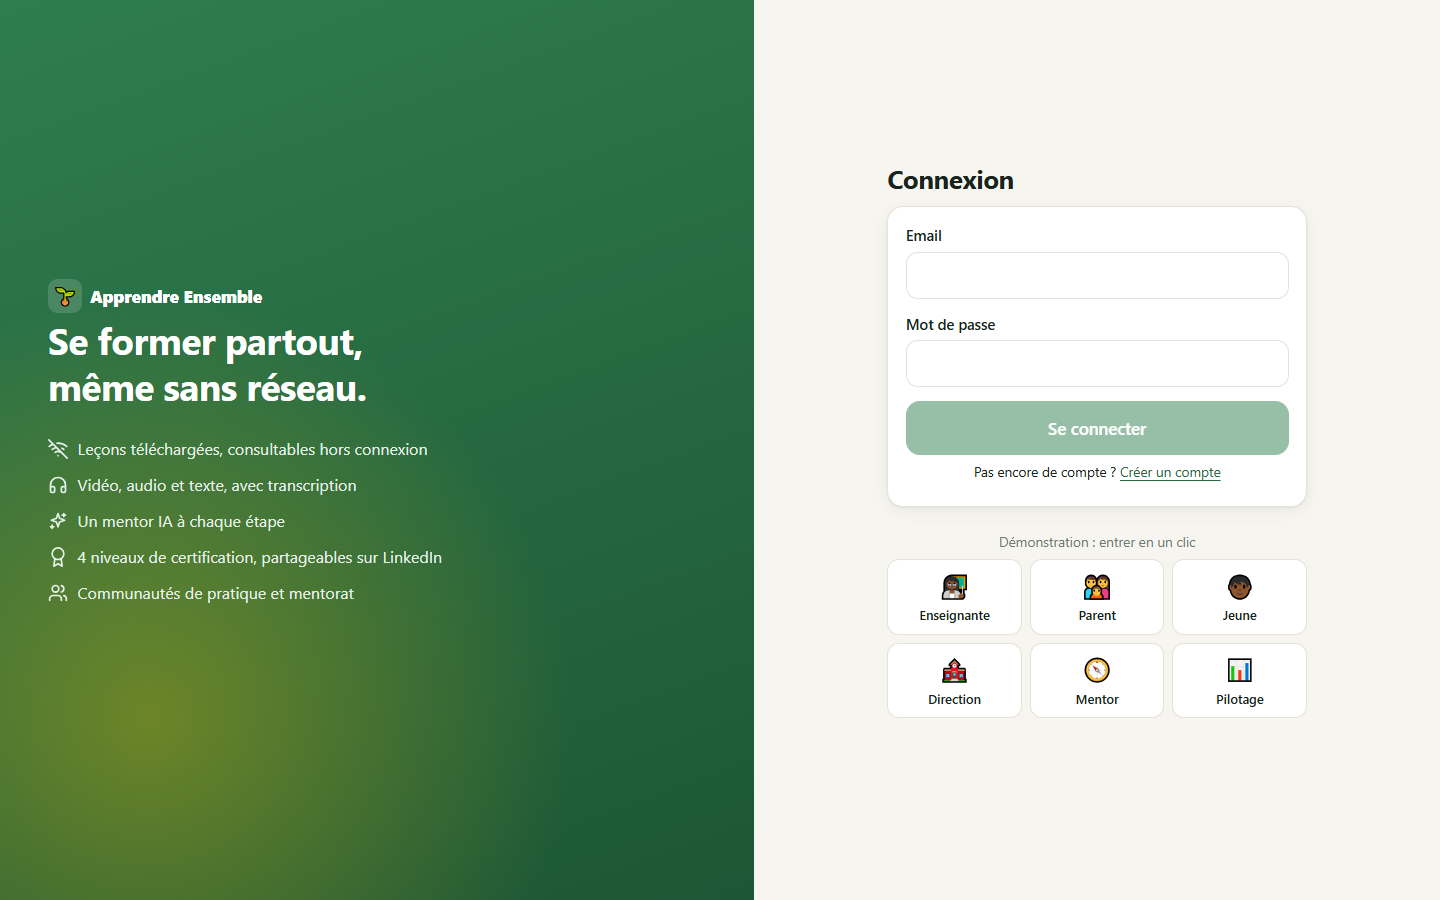 Apprendre Ensemble
Se former partout,
même sans réseau.
Leçons téléchargées, consultables hors connexion
Vidéo, audio et texte, avec transcription
Un mentor IA à chaque étape
4 niveaux de certification, partageables sur LinkedIn
Communautés de pratique et mentorat
Connexion
Email
Mot de passe
Se connecter
Pas encore de compte ? Créer un compte
Démonstration : entrer en un clic
Enseignante
Parent
Jeune
Direction
Mentor
Pilotage